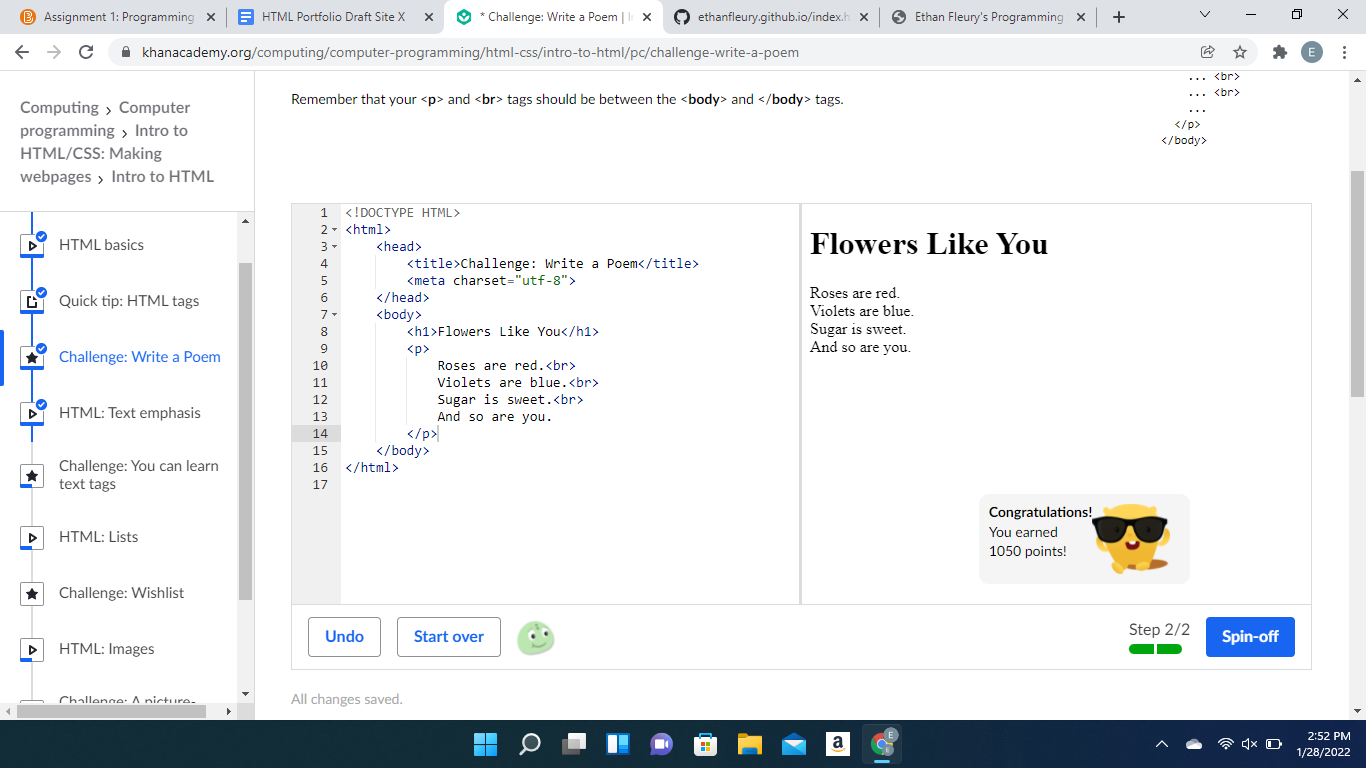 Assignment 1: Programming
HTML Portfolio Draft Site X
* Challenge: Write a Poem | I
ethanfleury.github.io/index.h
Ethan Fleury's Programming
khanacademy.org/computing/computer-programming/html-css/intro-to-html/pc/challenge-write-a-poem
E
Computing › Computer
programming › Intro to
HTML/CSS: Making
webpages › Intro to HTML
HTML basics
Quick tip: HTML tags
Challenge: Write a Poem
HTML: Text emphasis
Challenge: You can learn
text tags
HTML: Lists
Challenge: Wishlist
HTML: Images
Challenge: A picture-
Remember that your <p> and <br> tags should be between the <body> and </body> tags.
... <br>
... <br>
...
</p>
</body>
1 <!DOCTYPE HTML>
2 <html>
3 <head>
4 <title>Challenge: Write a Poem</title>
5 <meta charset="utf-8">
6 </head>
7 <body>
8 <h1>Flowers Like You</h1>
9 <p>
10 Roses are red.<br>
11 Violets are blue.<br>
12 Sugar is sweet.<br>
13 And so are you.
14 </p>
15 </body>
16 </html>
17
Flowers Like You
Roses are red.
Violets are blue.
Sugar is sweet.
And so are you.
Congratulations!
You earned
1050 points!
Undo
Start over
Step 2/2
Spin-off
All changes saved.
a
E
2:52 PM
1/28/2022